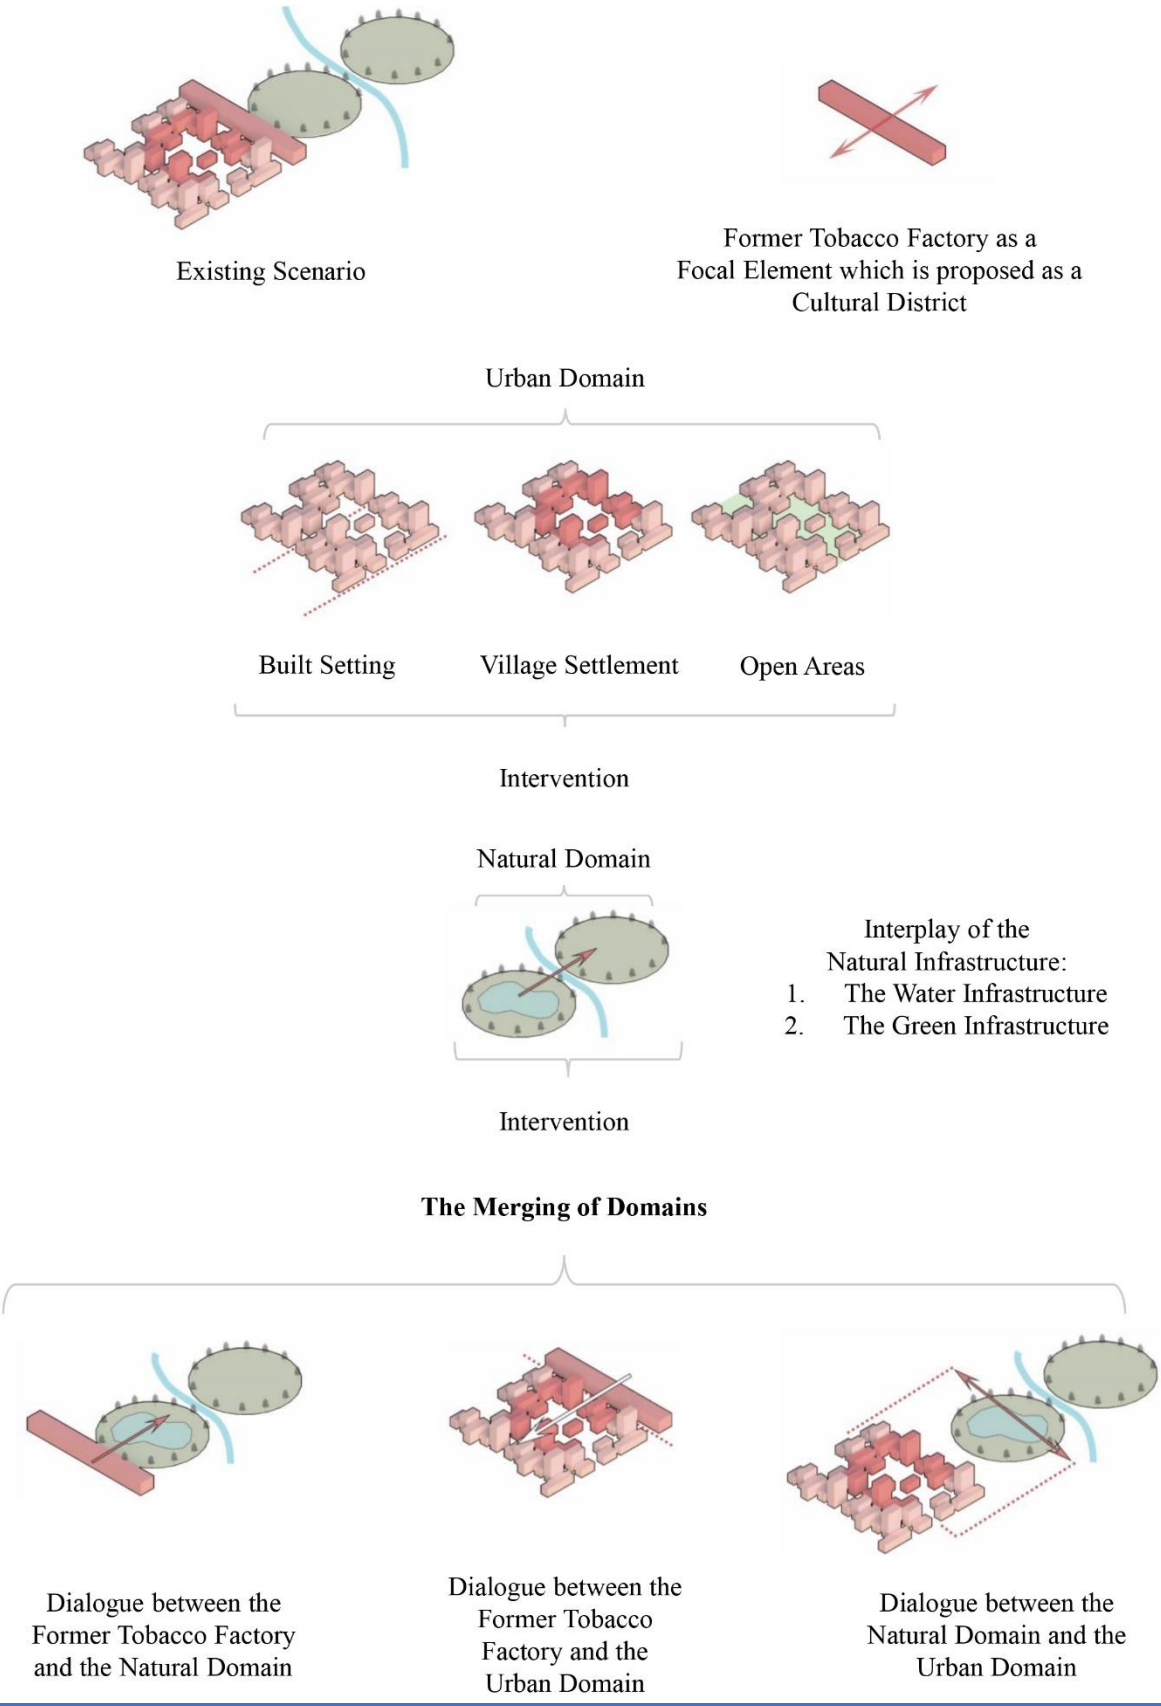 Existing Scenario
Former Tobacco Factory as a
Focal Element which is proposed as a
Cultural District
Urban Domain
Built Setting
Village Settlement
Open Areas
Intervention
Natural Domain
Interplay of the
Natural Infrastructure:
1. The Water Infrastructure
2. The Green Infrastructure
Intervention
The Merging of Domains
Dialogue between the
Former Tobacco Factory
and the Natural Domain
Dialogue between the
Former Tobacco
Factory and the
Urban Domain
Dialogue between the
Natural Domain and the
Urban Domain